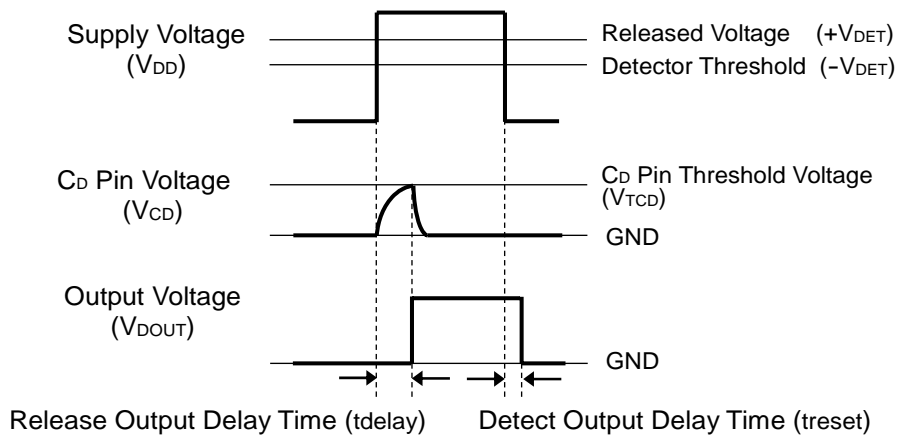 Supply Voltage
(VDD)
Released Voltage (+VDET)
Detector Threshold (-VDET)
CD Pin Voltage
(VCD)
CD Pin Threshold Voltage
(VTCD)
GND
Output Voltage
(VDOUT)
GND
Release Output Delay Time (tdelay) Detect Output Delay Time (treset)